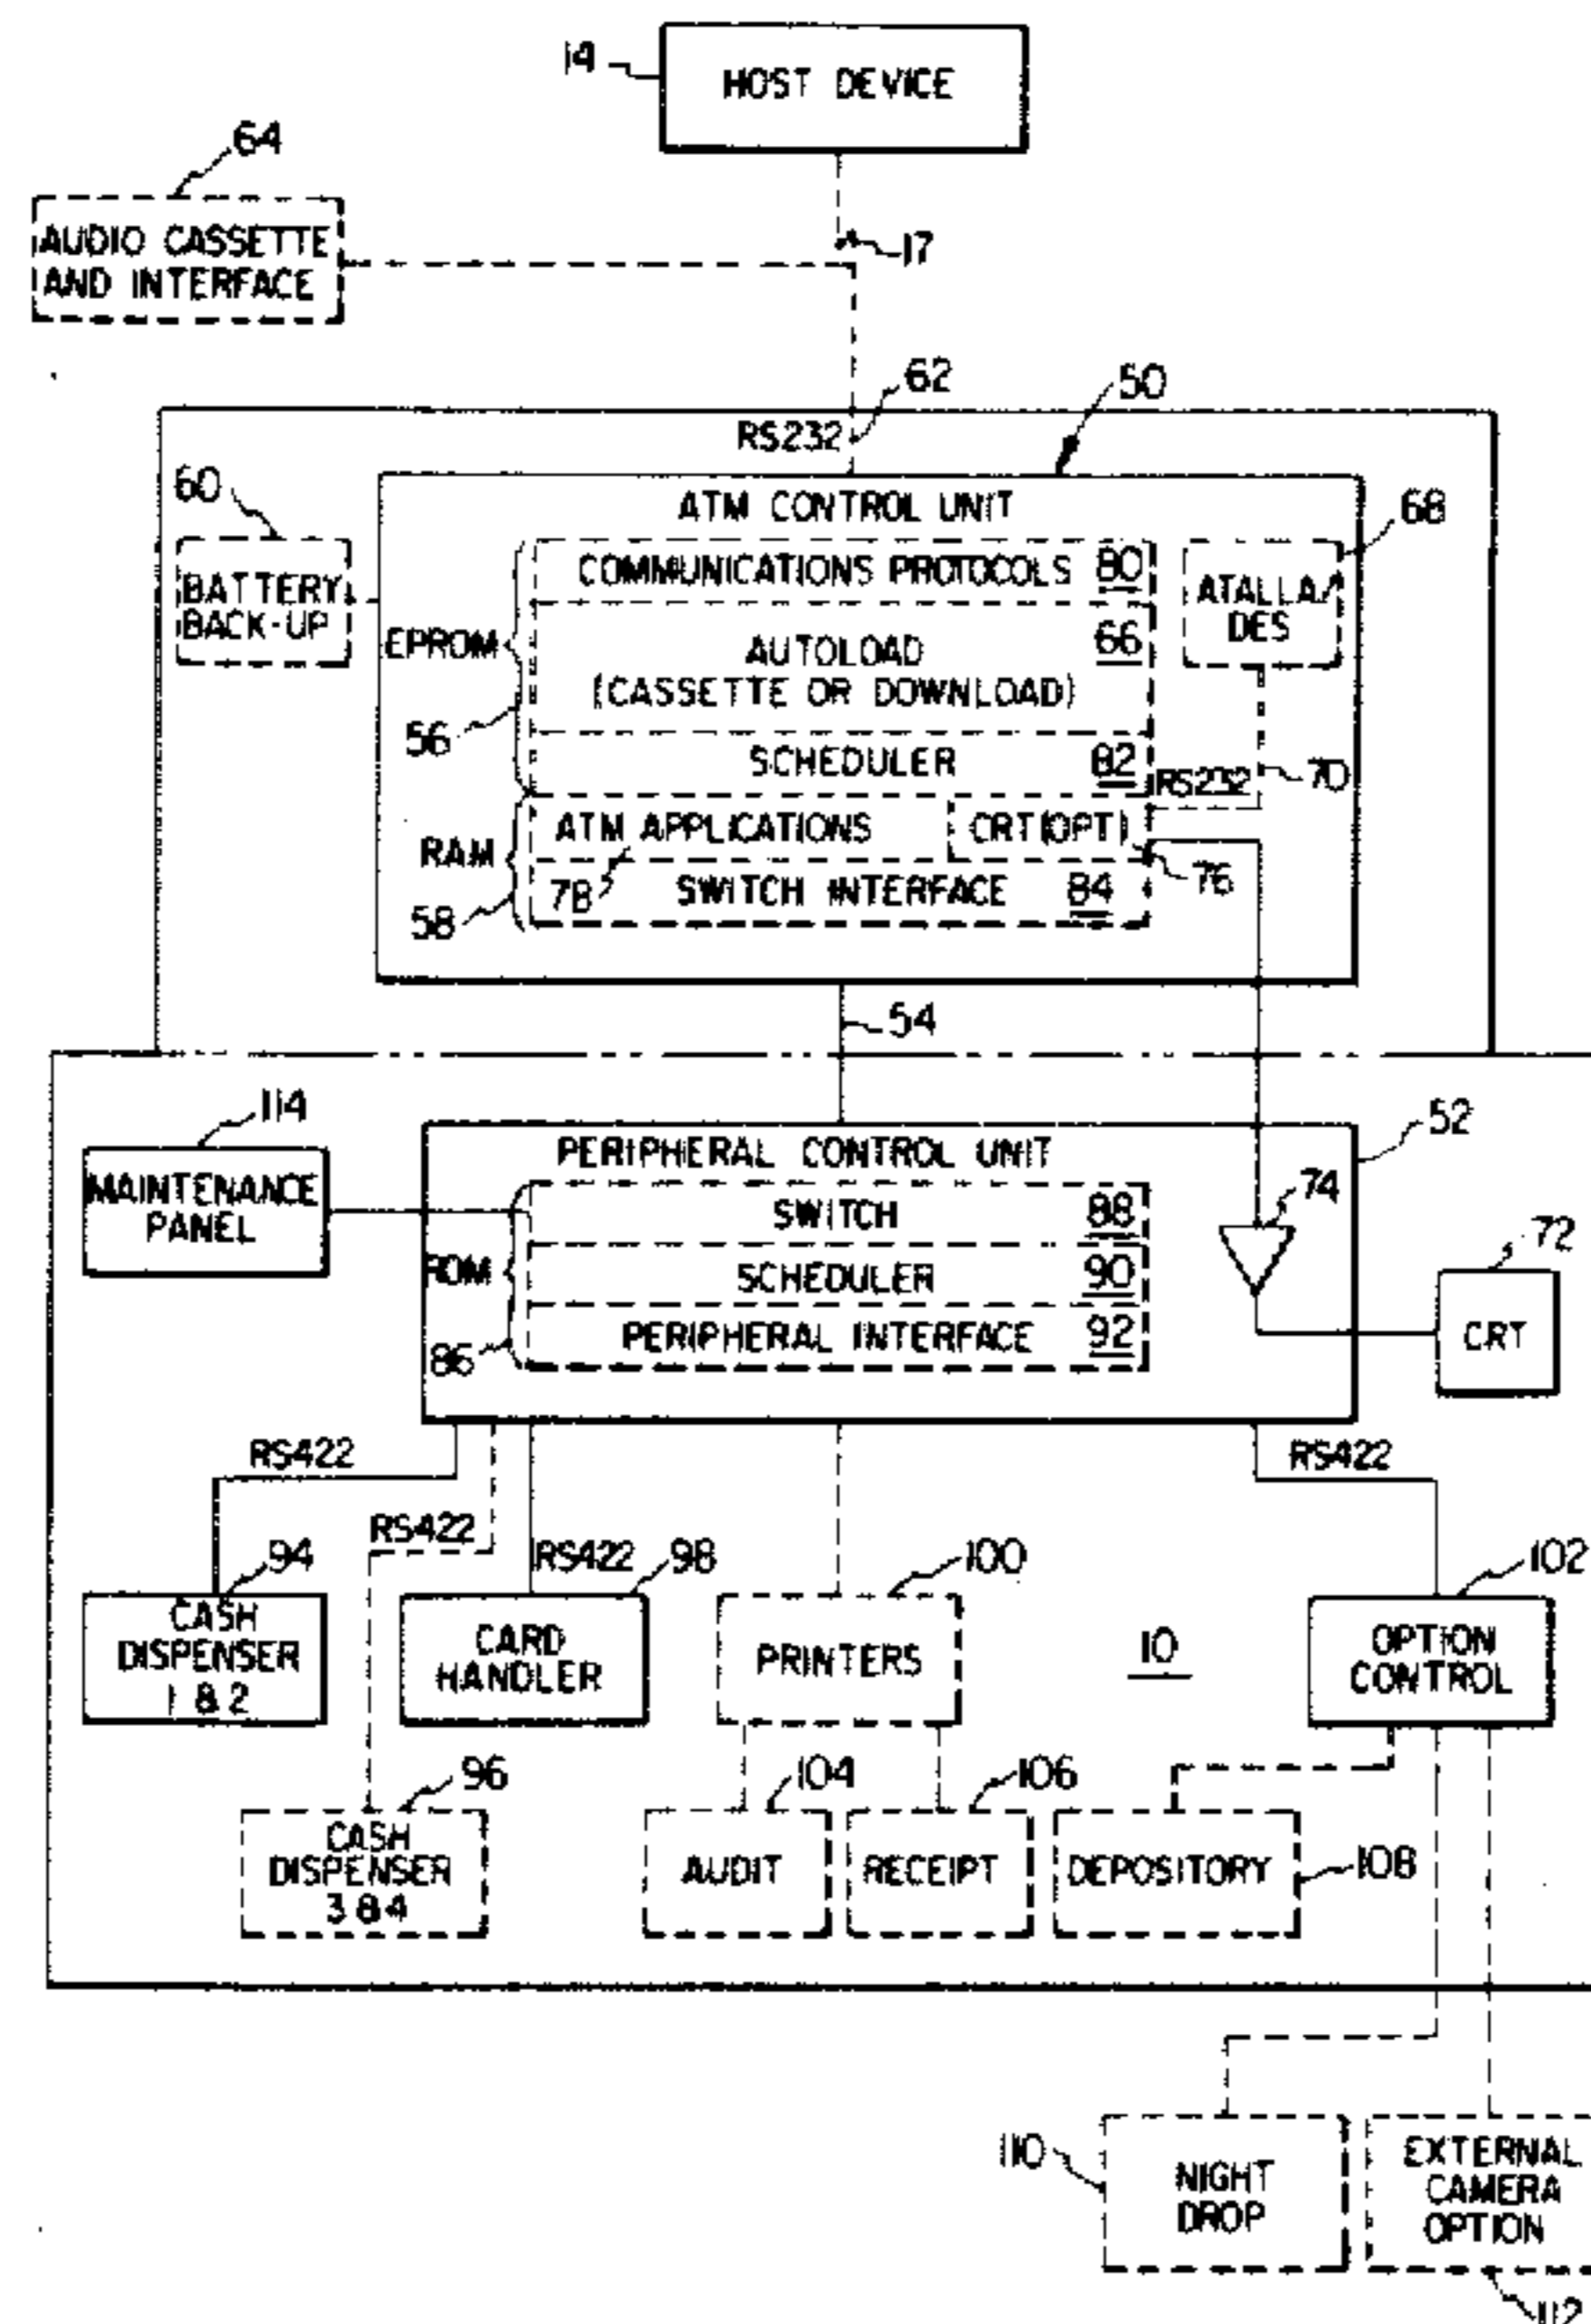 14
HOST DEVICE
64
AUDIO CASSETTE
AND INTERFACE
17
62
50
RS232
60
ATM CONTROL UNIT
68
BATTERY
BACK-UP
EPROM
COMMUNICATIONS PROTOCOLS 80
ATALLA/
DES
AUTOLOAD 66
(CASSETTE OR DOWNLOAD)
56
SCHEDULER 82
RS232
70
RAM
ATM APPLICATIONS
CRT(OPT)
76
78
SWITCH INTERFACE 84
58
54
114
52
MAINTENANCE
PANEL
PERIPHERAL CONTROL UNIT
74
SWITCH 88
72
ROM
SCHEDULER 90
PERIPHERAL INTERFACE 92
86
CRT
RS422
RS422
RS422
RS422
94
98
100
102
CASH
DISPENSER
1 & 2
CARD
HANDLER
PRINTERS
10
OPTION
CONTROL
96
104
106
CASH
DISPENSER
3 & 4
AUDIT
RECEIPT
DEPOSITORY
108
110
NIGHT
DROP
EXTERNAL
CAMERA
OPTION
112